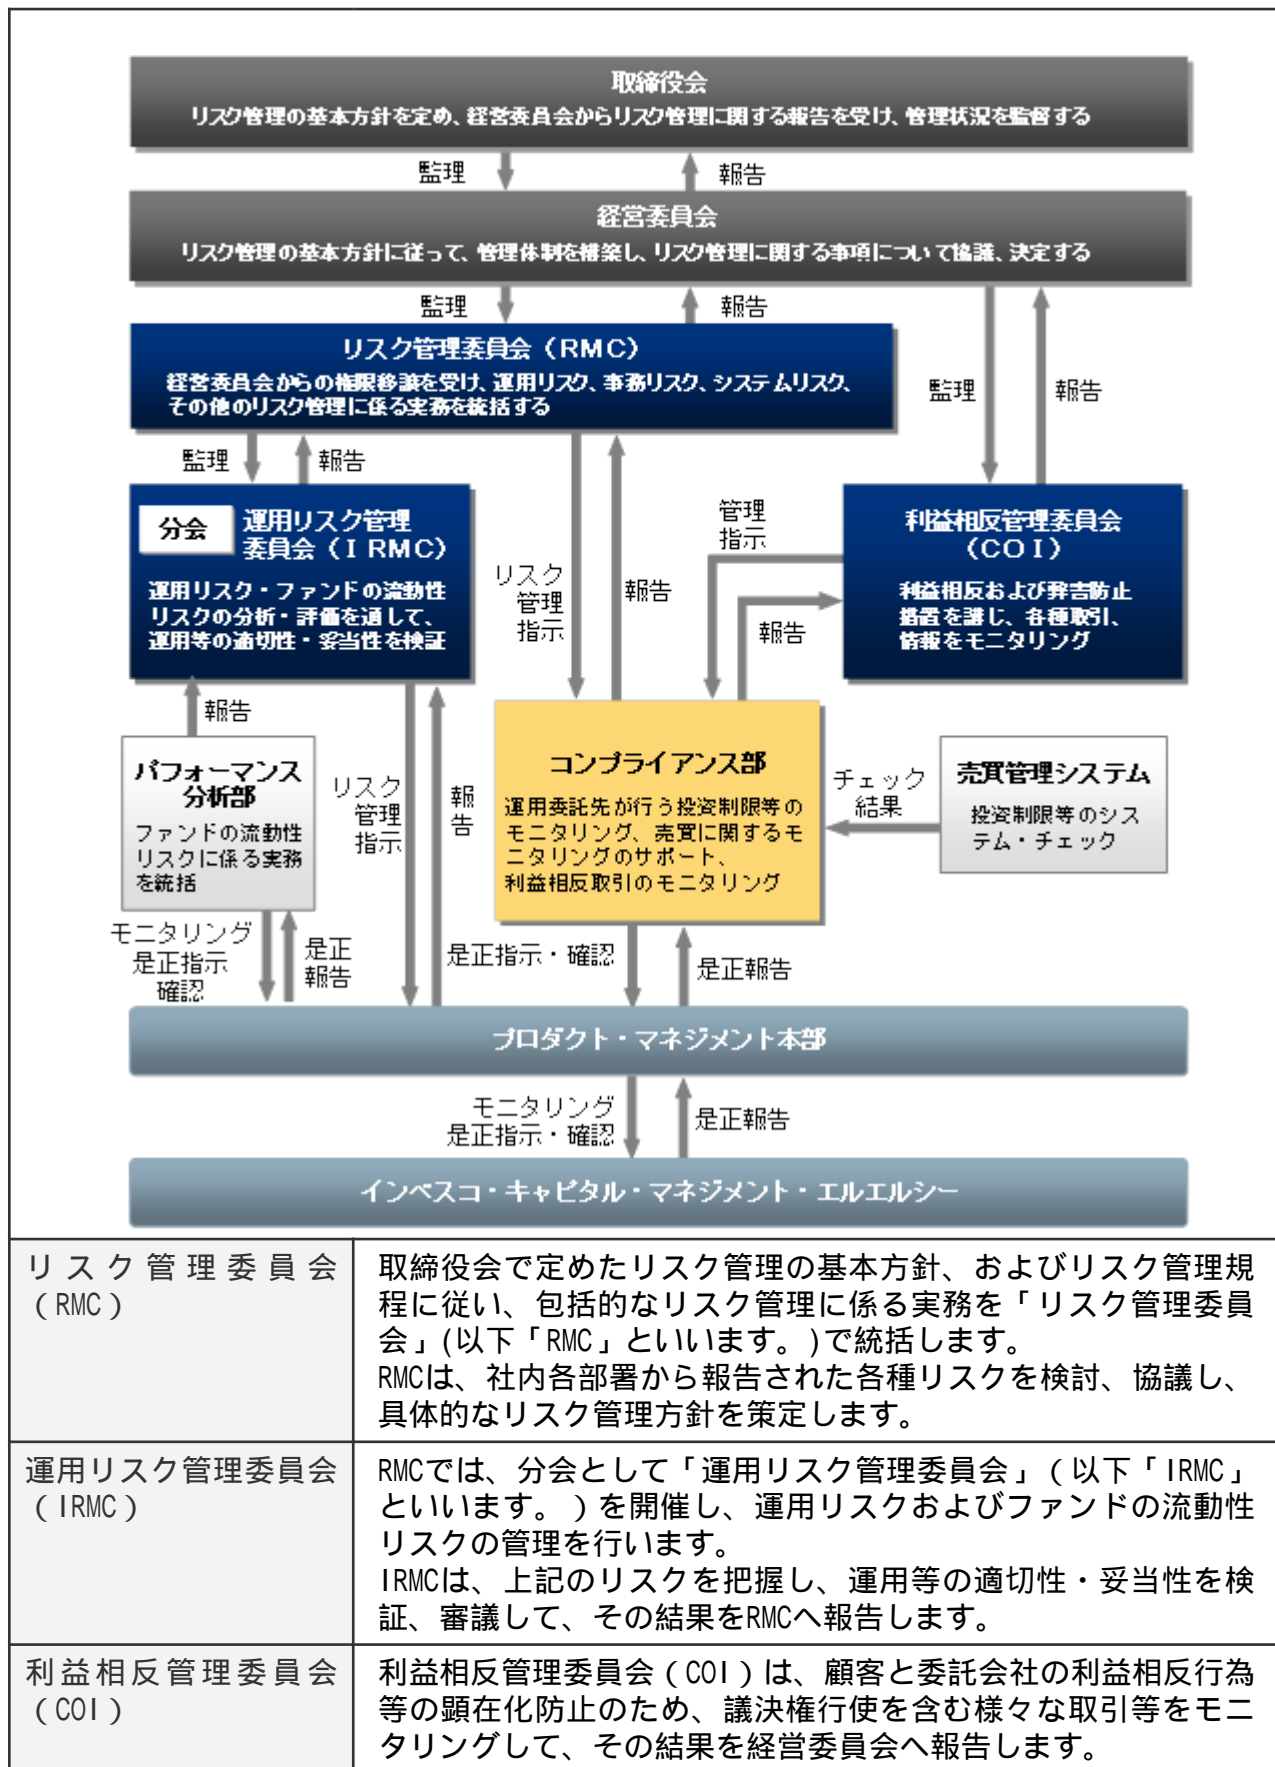 取締役会
リスク管理の基本方針を定め、経営委員会からリスク管理に関する報告を受け、管理状況を監督する
監理
報告
経営委員会
リスク管理の基本方針に従って、管理体制を構築し、リスク管理に関する事項について協議、決定する
監理
報告
リスク管理委員会（RMC）
経営委員会からの権限移譲を受け、運用リスク、事務リスク、システムリスク、
その他のリスク管理に係る実務を統括する
監理
報告
監理
報告
分会
運用リスク管理
委員会（IRMC）
運用リスク・ファンドの流動性
リスクの分析・評価を通して、
運用等の適切性・妥当性を検証
リスク
管理
指示
報告
管理
指示
報告
利益相反管理委員会
（COI）
利益相反および弊害防止
措置を講じ、各種取引、
情報をモニタリング
報告
パフォーマンス
分析部
ファンドの流動性
リスクに係る実務
を統括
リスク
管理
指示
報
告
コンプライアンス部
運用委託先が行う投資制限等の
モニタリング、売買に関するモ
ニタリングのサポート、
利益相反取引のモニタリング
チェック
結果
売買管理システム
投資制限等のシス
テム・チェック
モニタリング
是正指示
確認
是正
報告
是正指示・確認
是正報告
プロダクト・マネジメント本部
モニタリング
是正指示・確認
是正報告
インベスコ・キャピタル・マネジメント・エルエルシー
リスク管理委員会
（RMC）
取締役会で定めたリスク管理の基本方針、およびリスク管理規
程に従い、包括的なリスク管理に係る実務を「リスク管理委員
会」(以下「RMC」といいます。)で統括します。
RMCは、社内各部署から報告された各種リスクを検討、協議し、
具体的なリスク管理方針を策定します。
運用リスク管理委員会
（IRMC）
RMCでは、分会として「運用リスク管理委員会」（以下「IRMC」
といいます。）を開催し、運用リスクおよびファンドの流動性
リスクの管理を行います。
IRMCは、上記のリスクを把握し、運用等の適切性・妥当性を検
証、審議して、その結果をRMCへ報告します。
利益相反管理委員会
（COI）
利益相反管理委員会（COI）は、顧客と委託会社の利益相反行為
等の顕在化防止のため、議決権行使を含む様々な取引等をモニ
タリングして、その結果を経営委員会へ報告します。